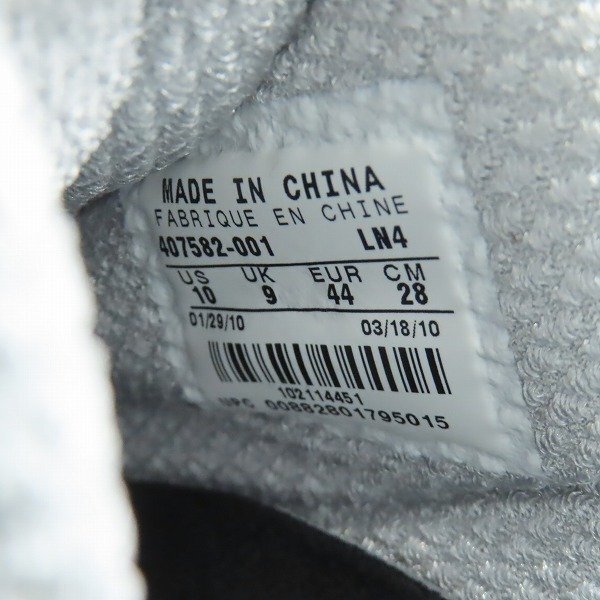 MADE IN CHINA
FABRIQUE EN CHINE
407582-001 LN4
US UK EUR CM
10 9 44 28
01/29/10 03/18/10
102114451
UPC 00882801795015